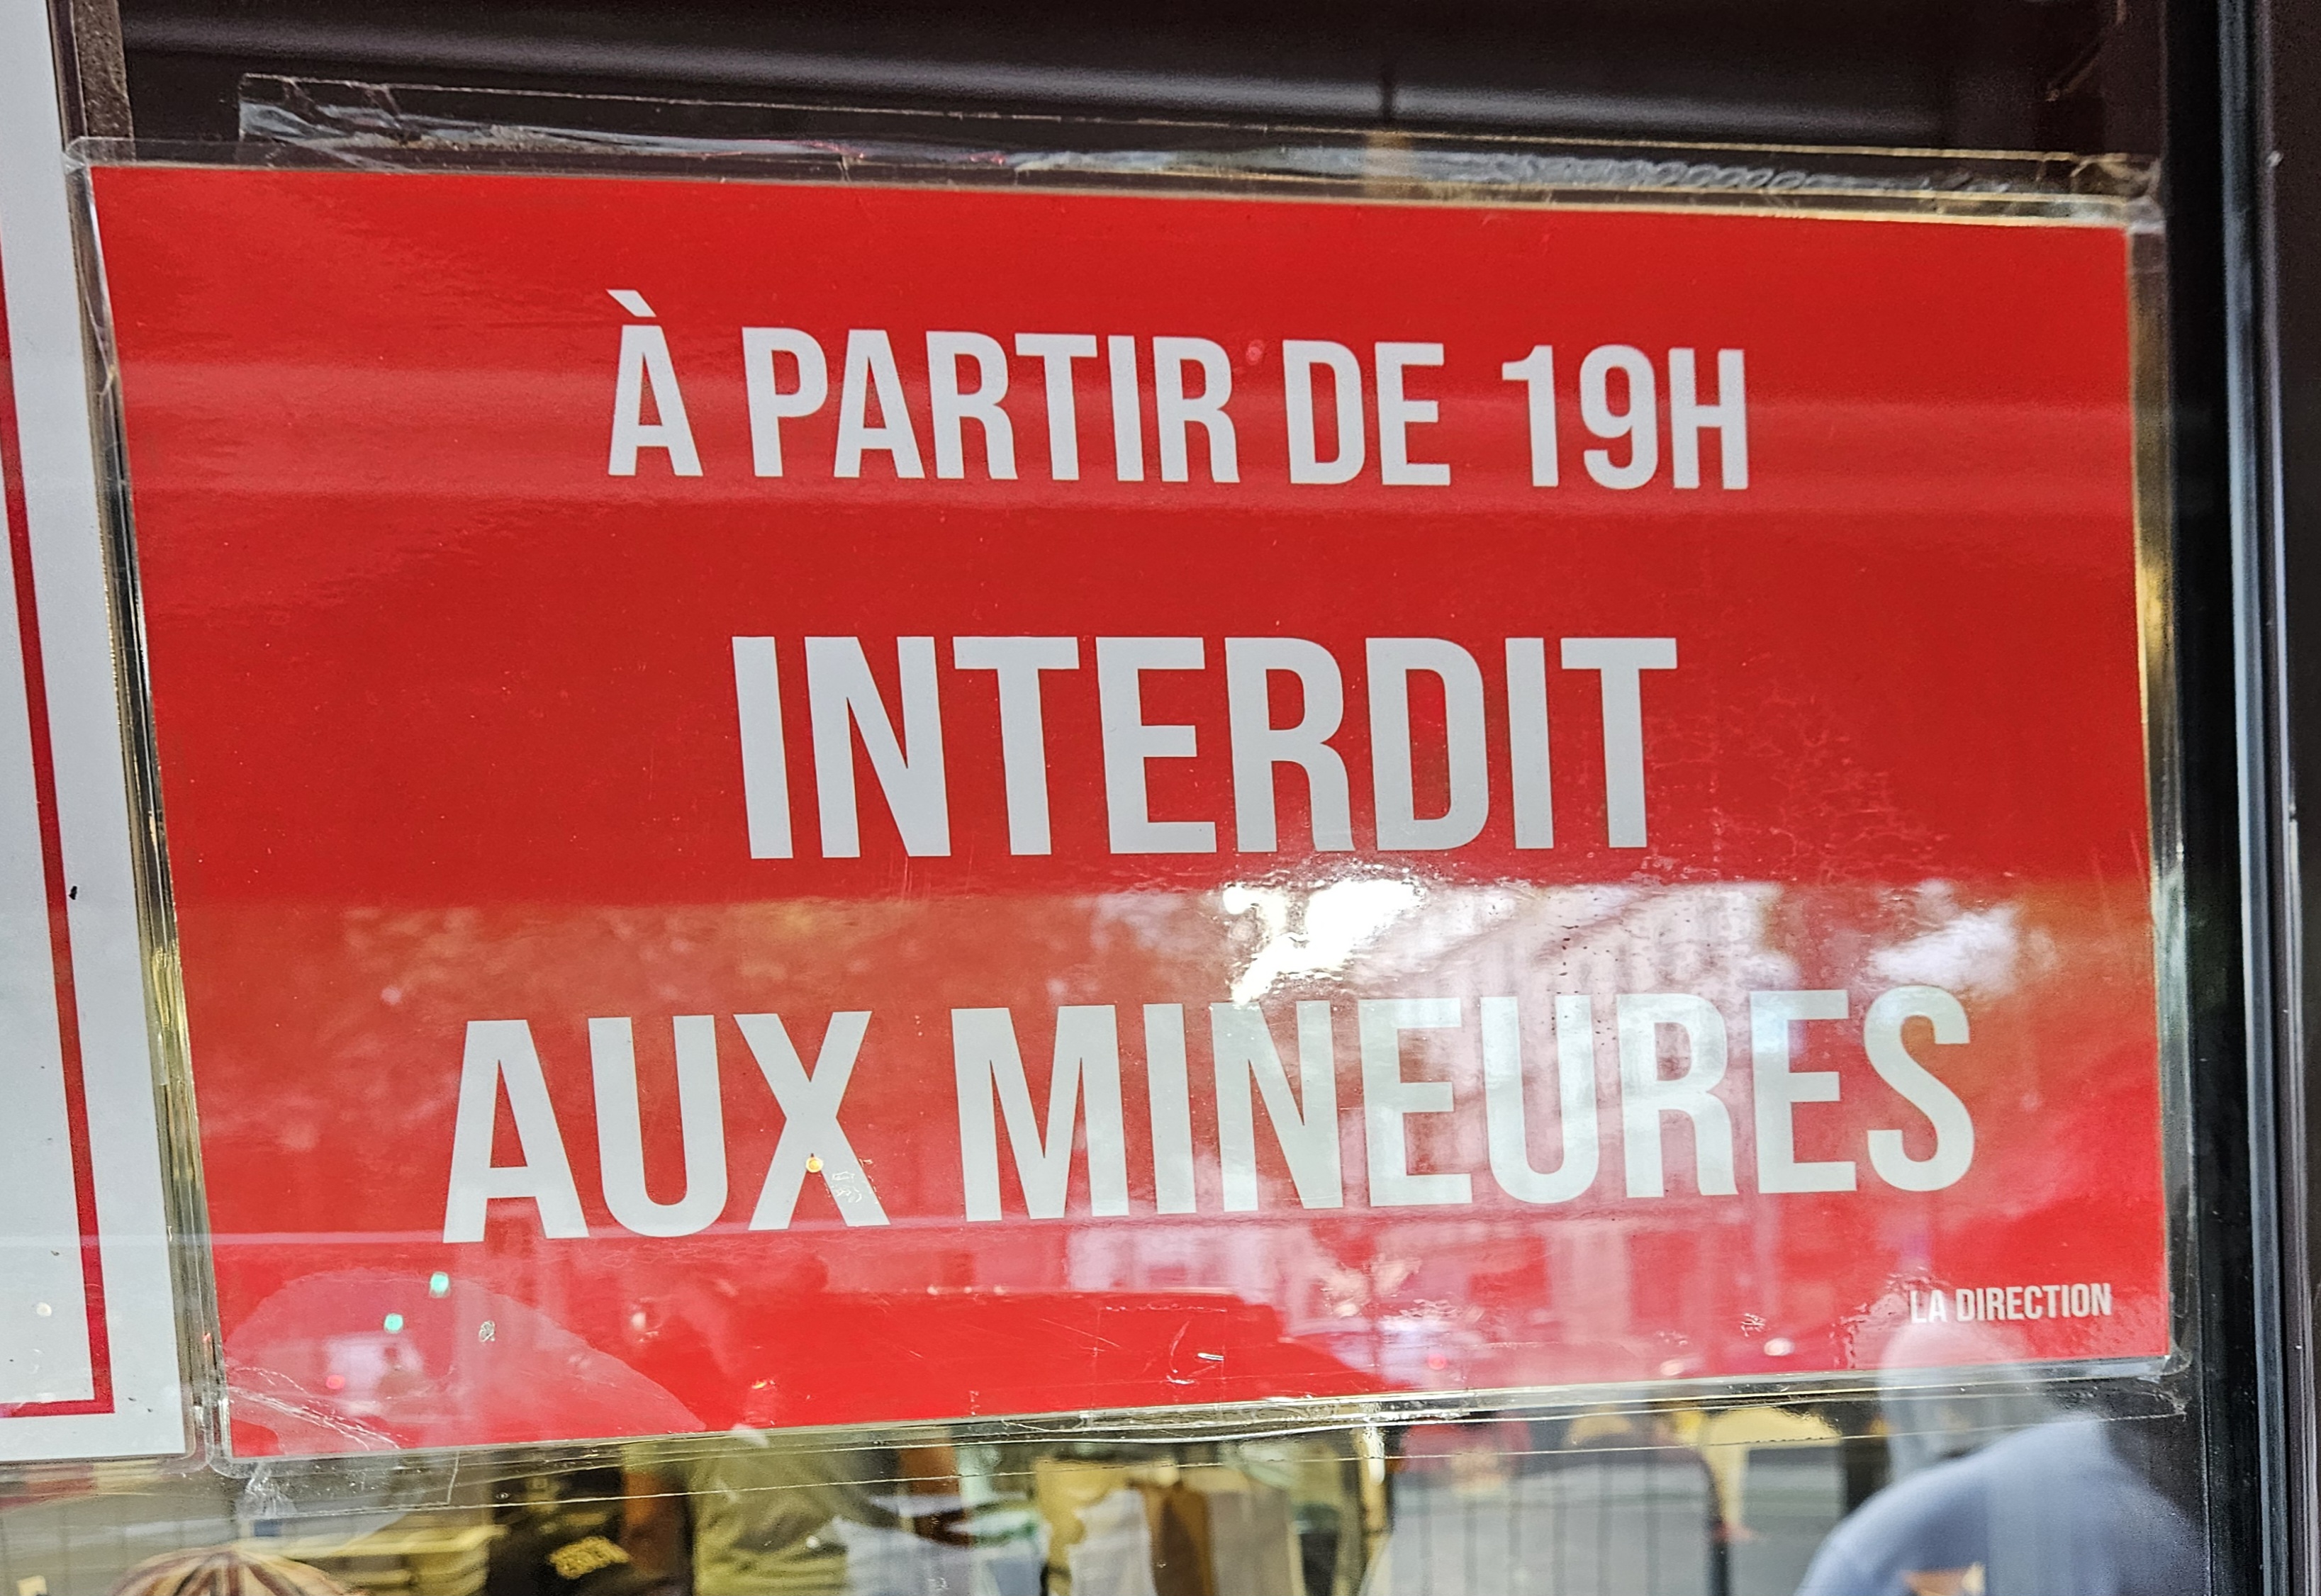 À PARTIR DE 19H
INTERDIT
AUX MINEURES
LA DIRECTION